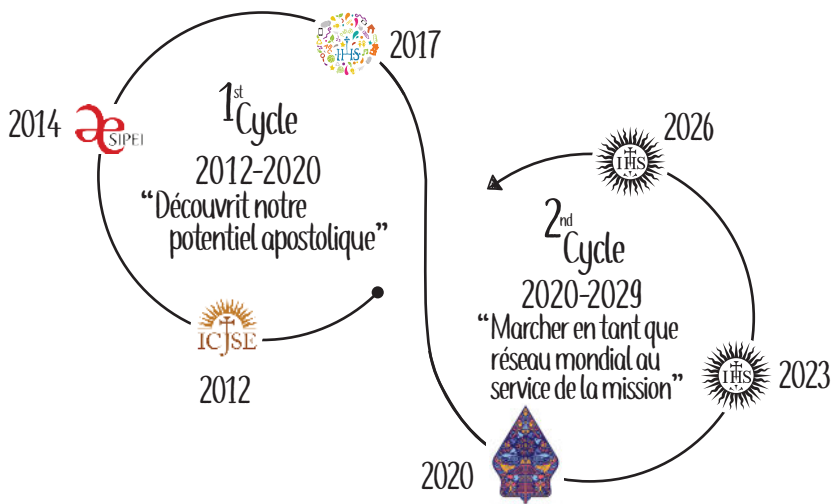 2017
IHS
1st Cycle
2014
æ SIPEI
2012-2020
“Découvrit notre
potentiel apostolique”
ICJSE
2012
2026
IHS
2nd Cycle
2020-2029
“Marcher en tant que
réseau mondial au
service de la mission”
IHS
2023
2020